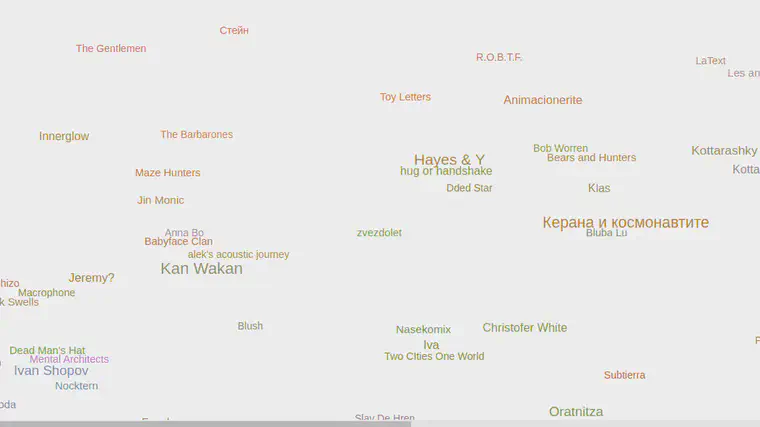 Стейн
The Gentlemen
R.O.B.T.F.
LaText
Les an
Toy Letters
Animacionerite
Innerglow
The Barbarones
Bob Worren
Kottarashky
Hayes & Y
Bears and Hunters
hug or handshake
Kotta
Maze Hunters
Dded Star
Kias
Jin Monic
Керана и космонавтите
Anna Bo
zvezdolet
Bluba Lu
Babyface Clan
alek's acoustic journey
Kan Wakan
Jeremy?
hizo
Macrophone
k Swells
Blush
Nasekomix
Christofer White
Iva
Dead Man's Hat
Two CIties One World
Mental Architects
Ivan Shopov
Subtierra
Nocktern
oda
Oratnitza
Slay De Hren